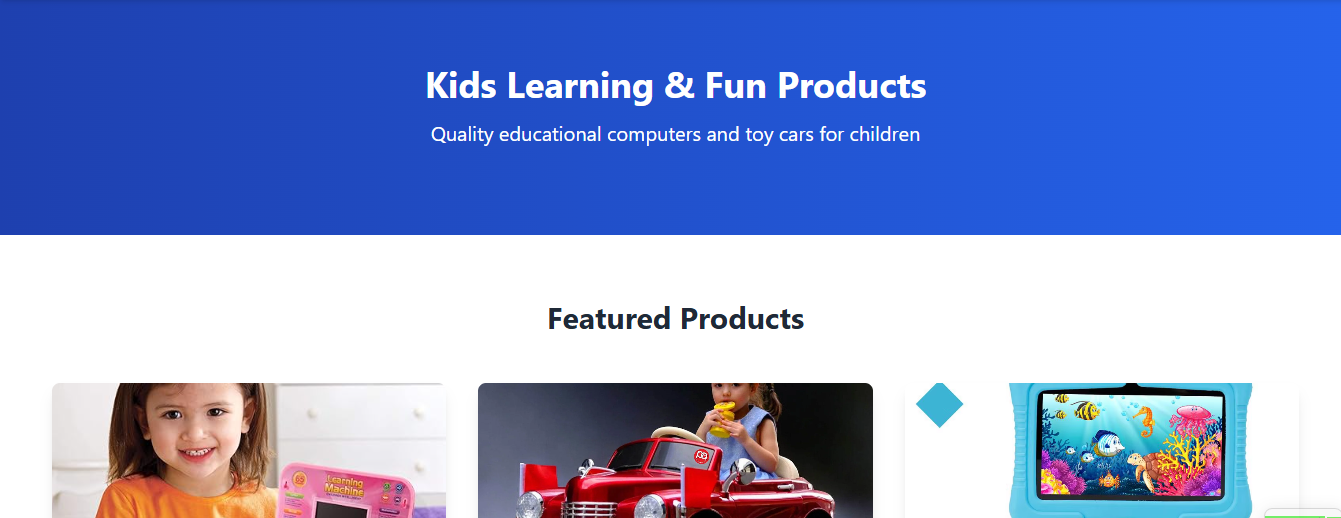 Kids Learning & Fun Products
Quality educational computers and toy cars for children
Featured Products
Learning
Machine